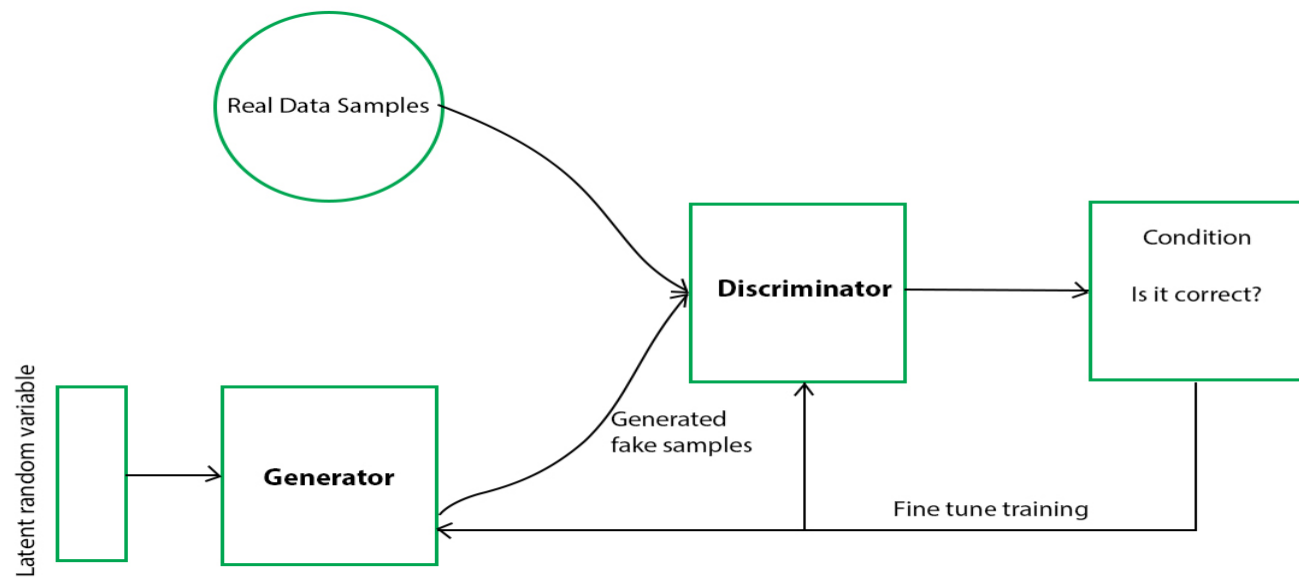 Real Data Samples
Discriminator
Condition
Is it correct?
Latent random variable
Generator
Generated
fake samples
Fine tune training